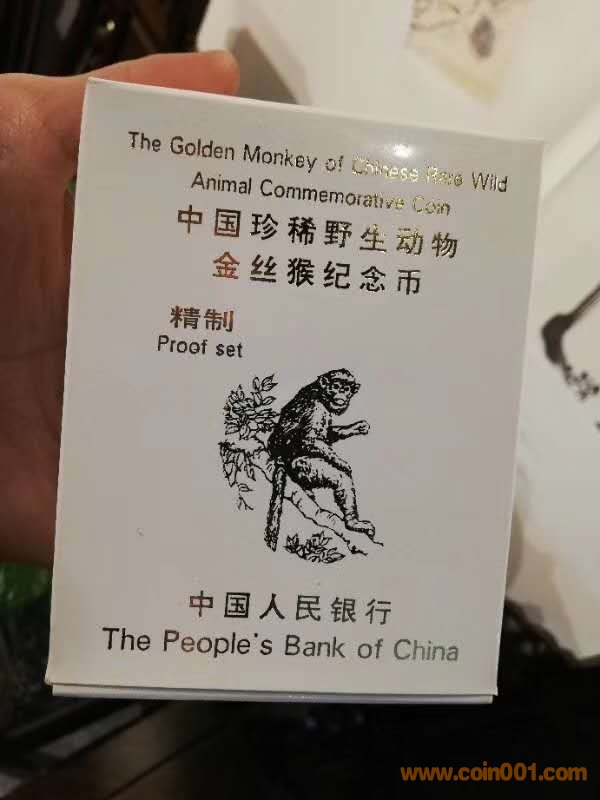 The Golden Monkey of Chinese Rare Wild
Animal Commemorative Coin
中国珍稀野生动物
金丝猴纪念币
精制
Proof set
中国人民银行
The People's Bank of China
www.coin001.com